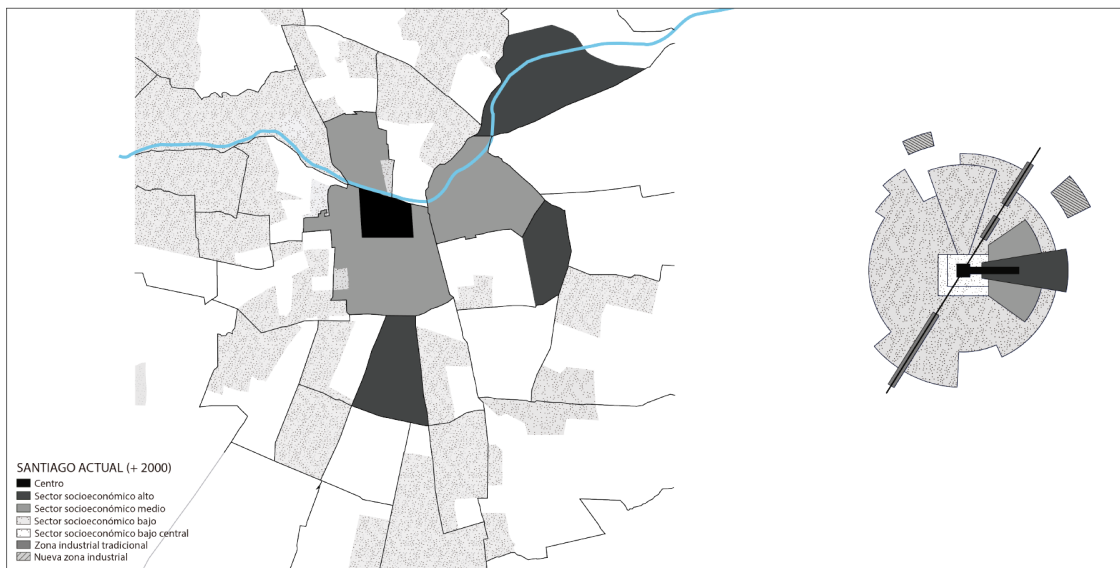 SANTIAGO ACTUAL (+ 2000)
Centro
Sector socioeconómico alto
Sector socioeconómico medio
Sector socioeconómico bajo
Sector socioeconómico bajo central
Zona industrial tradicional
Nueva zona industrial